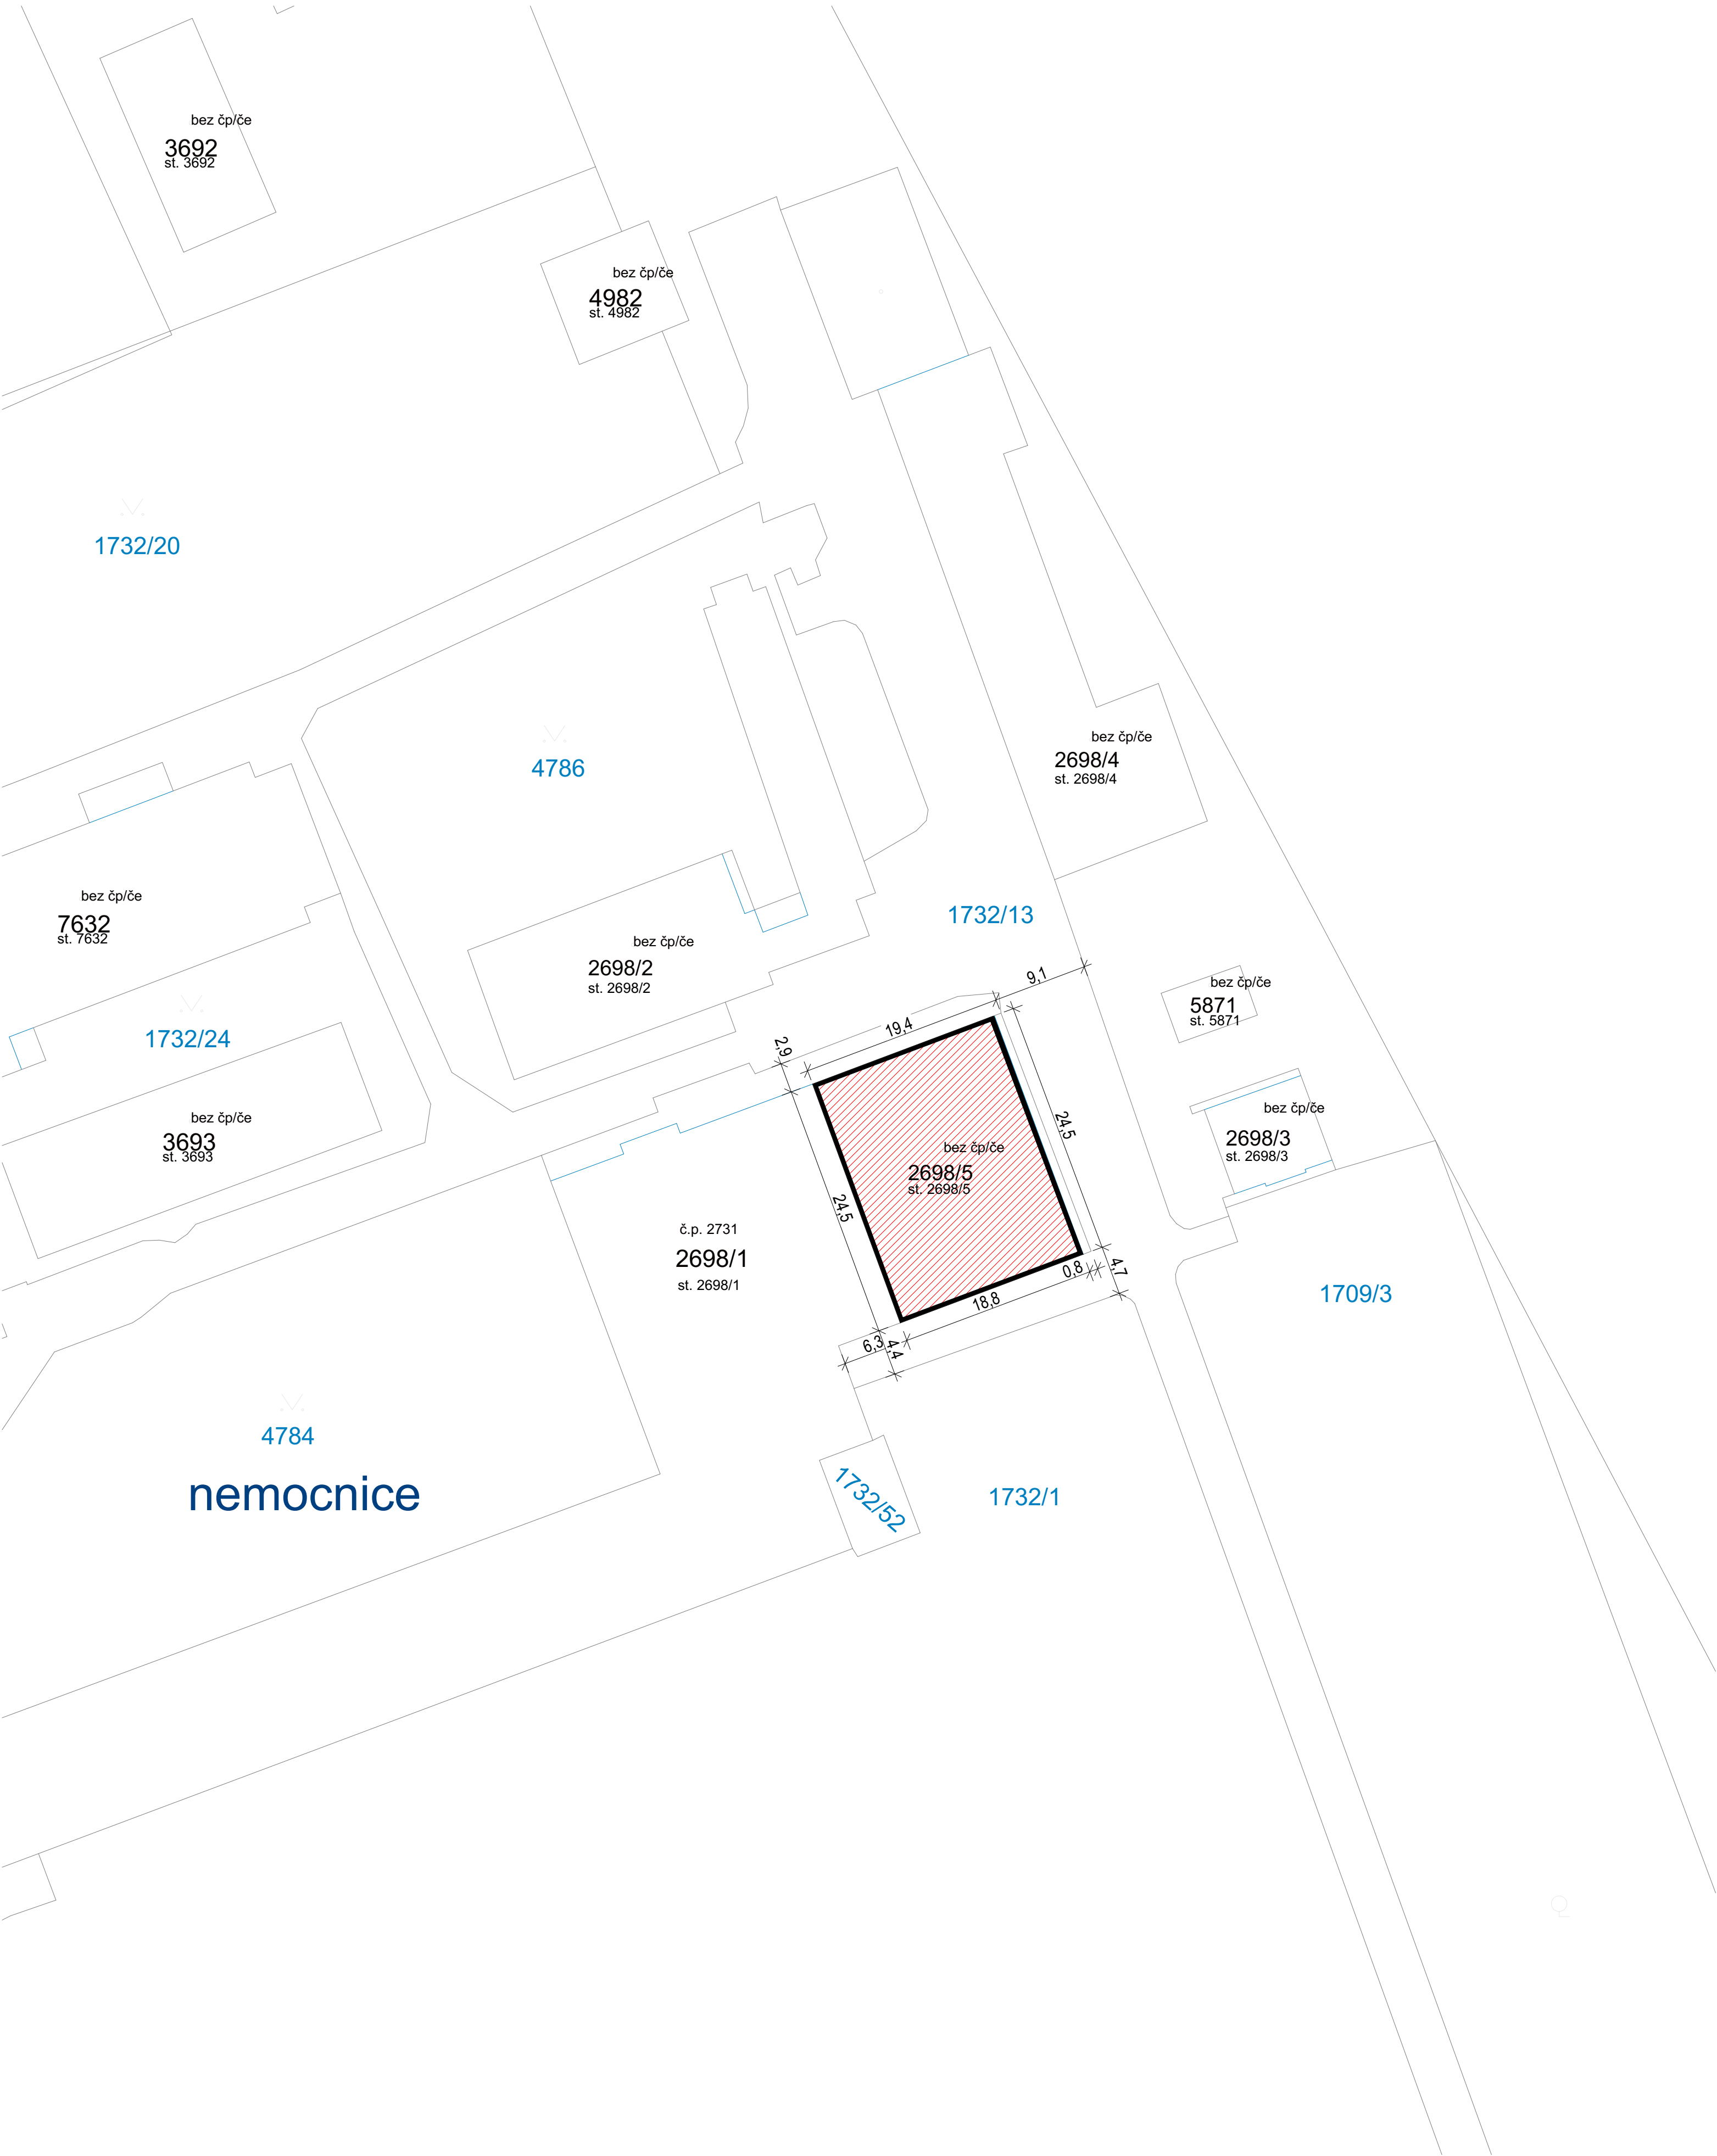 bez čp/če
3692
st. 3692
bez čp/če
4982
st. 4982
1732/20
bez čp/če
2698/4
st. 2698/4
4786
bez čp/če
7632
st. 7632
1732/13
bez čp/če
2698/2
st. 2698/2
9,1
bez čp/če
5871
st. 5871
19,4
1732/24
2,9
bez čp/če
3693
st. 3693
bez čp/če
2698/3
st. 2698/3
24,5
bez čp/če
2698/5
st. 2698/5
24,5
č.p. 2731
2698/1
st. 2698/1
0,8
4,7
18,8
1709/3
6,3
4,4
4784
nemocnice
1732/52
1732/1